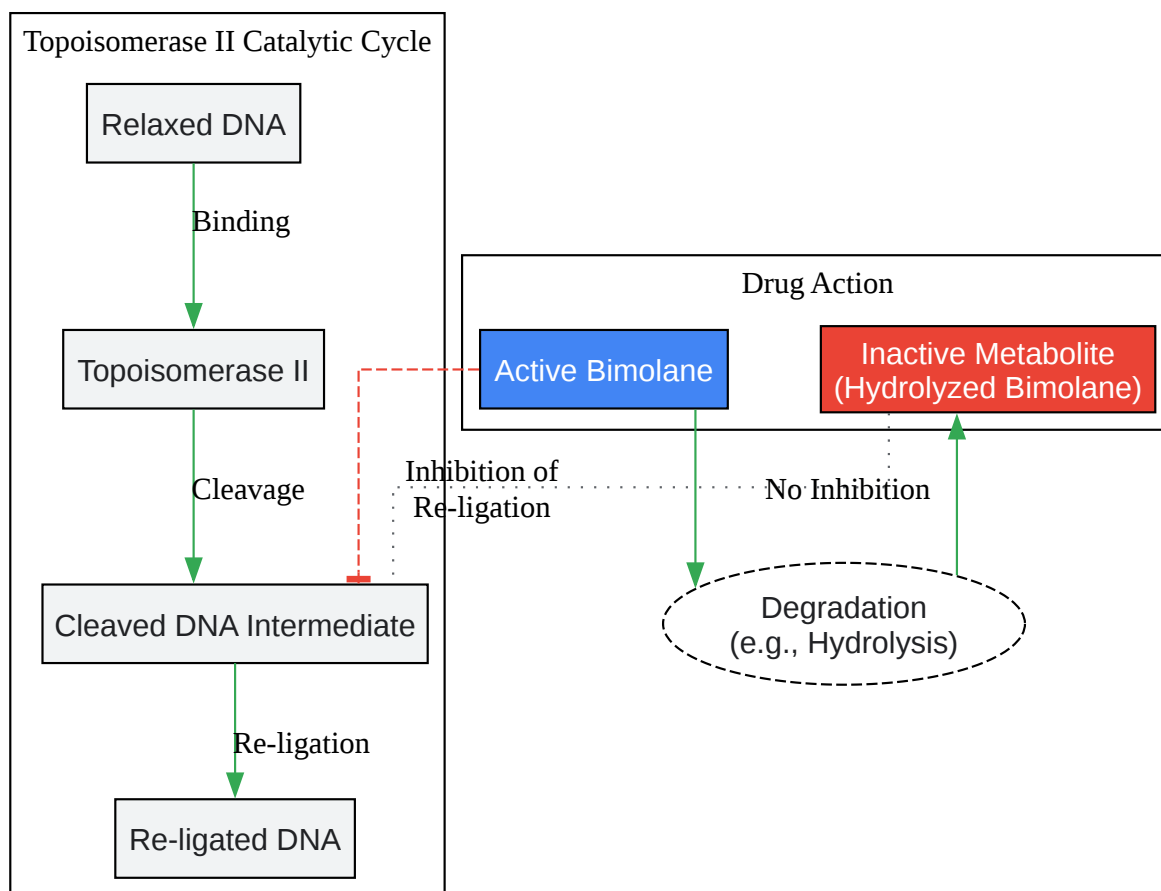 Topoisomerase II Catalytic Cycle
Relaxed DNA
Binding
Topoisomerase II
Cleavage
Cleaved DNA Intermediate
Re-ligation
Re-ligated DNA
Drug Action
Active Bimolane
Inactive Metabolite
(Hydrolyzed Bimolane)
Inhibition of
Re-ligation
No Inhibition
Degradation
(e.g., Hydrolysis)